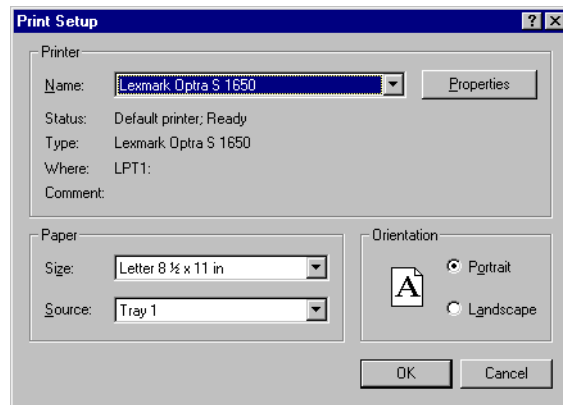 Print Setup
Printer
Name: Lexmark Optra S 1650 Properties
Status: Default printer; Ready
Type: Lexmark Optra S 1650
Where: LPT1:
Comment:
Paper
Size: Letter 8 ½ x 11 in
Source: Tray 1
Orientation
A
Portrait
Landscape
OK Cancel